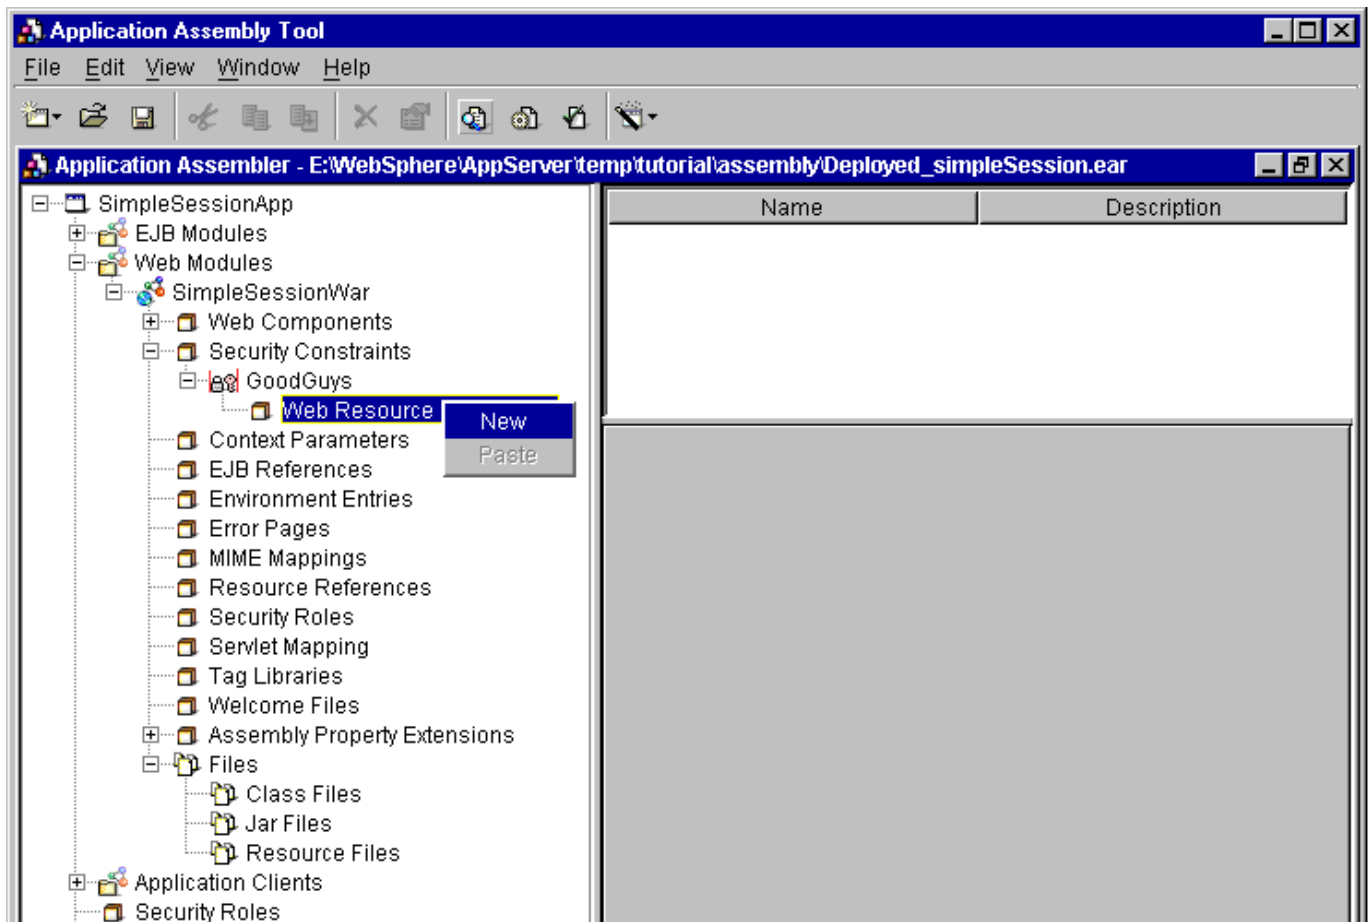 Application Assembly Tool
File Edit View Window Help
Application Assembler - E:\WebSphere\AppServer\temp\tutorial\assembly\Deployed_simpleSession.ear
SimpleSessionApp
Name Description
EJB Modules
Web Modules
SimpleSessionWar
Web Components
Security Constraints
GoodGuys
Web Resource
New
Context Parameters
Paste
EJB References
Environment Entries
Error Pages
MIME Mappings
Resource References
Security Roles
Servlet Mapping
Tag Libraries
Welcome Files
Assembly Property Extensions
Files
Class Files
Jar Files
Resource Files
Application Clients
Security Roles